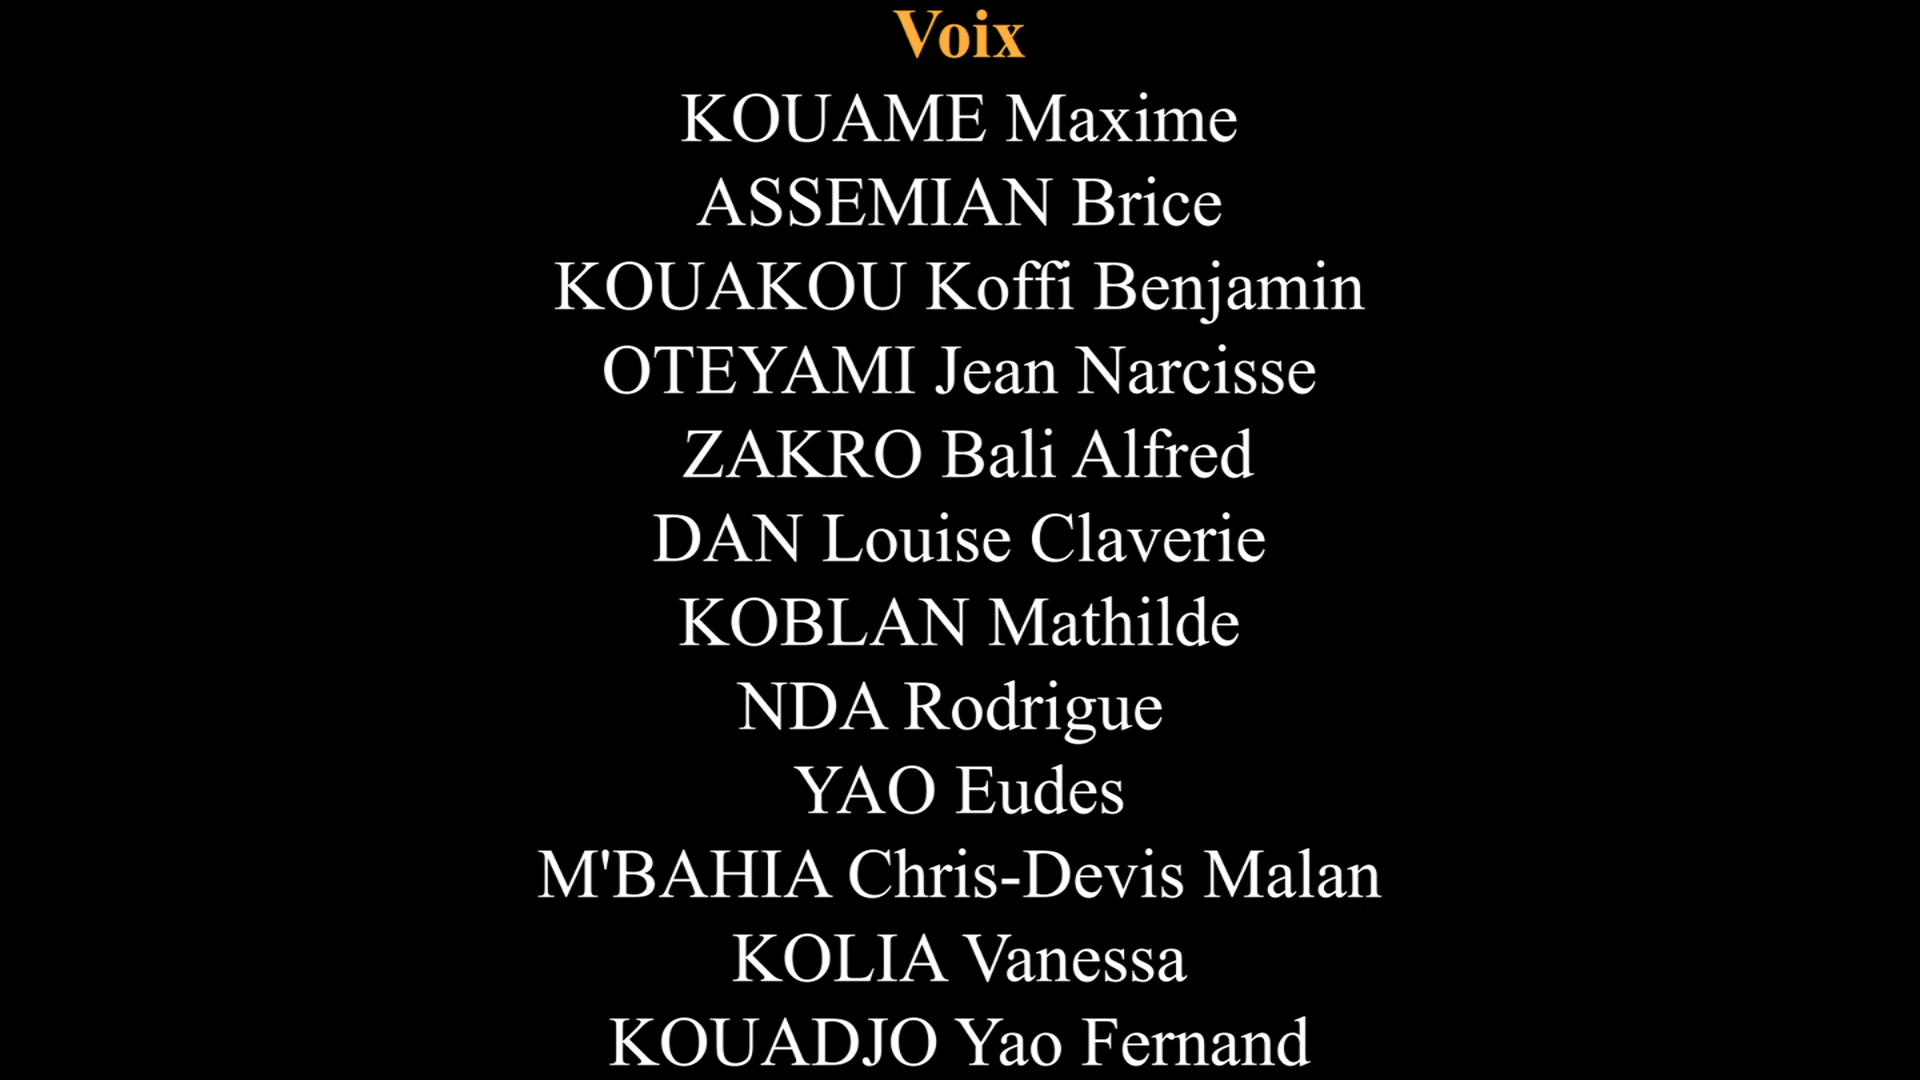 Voix
KOUAME Maxime
ASSEMIAN Brice
KOUAKOU Koffi Benjamin
OTEYAMI Jean Narcisse
ZAKRO Bali Alfred
DAN Louise Claverie
KOBLAN Mathilde
NDA Rodrigue
YAO Eudes
M'BAHIA Chris-Devis Malan
KOLIA Vanessa
KOUADJO Yao Fernand